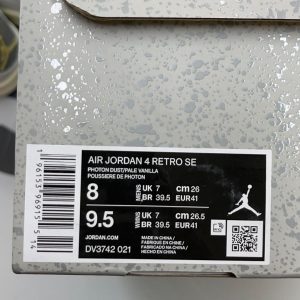 AIR JORDAN 4 RETRO SE
PHOTON DUST/PALE VANILLA
POUSSIERE DE PHOTON
8 MENS UK 7 cm 26
BR 39.5 EUR 41
9.5 WMNS UK 7 cm 26.5
BR 39.5 EUR 41
JORDAN.COM
DV3742 021
MADE IN CHINA /
FABRIQUE EN CHINE /
FABRICADO EN CHINA /
HECHO EN CHINA